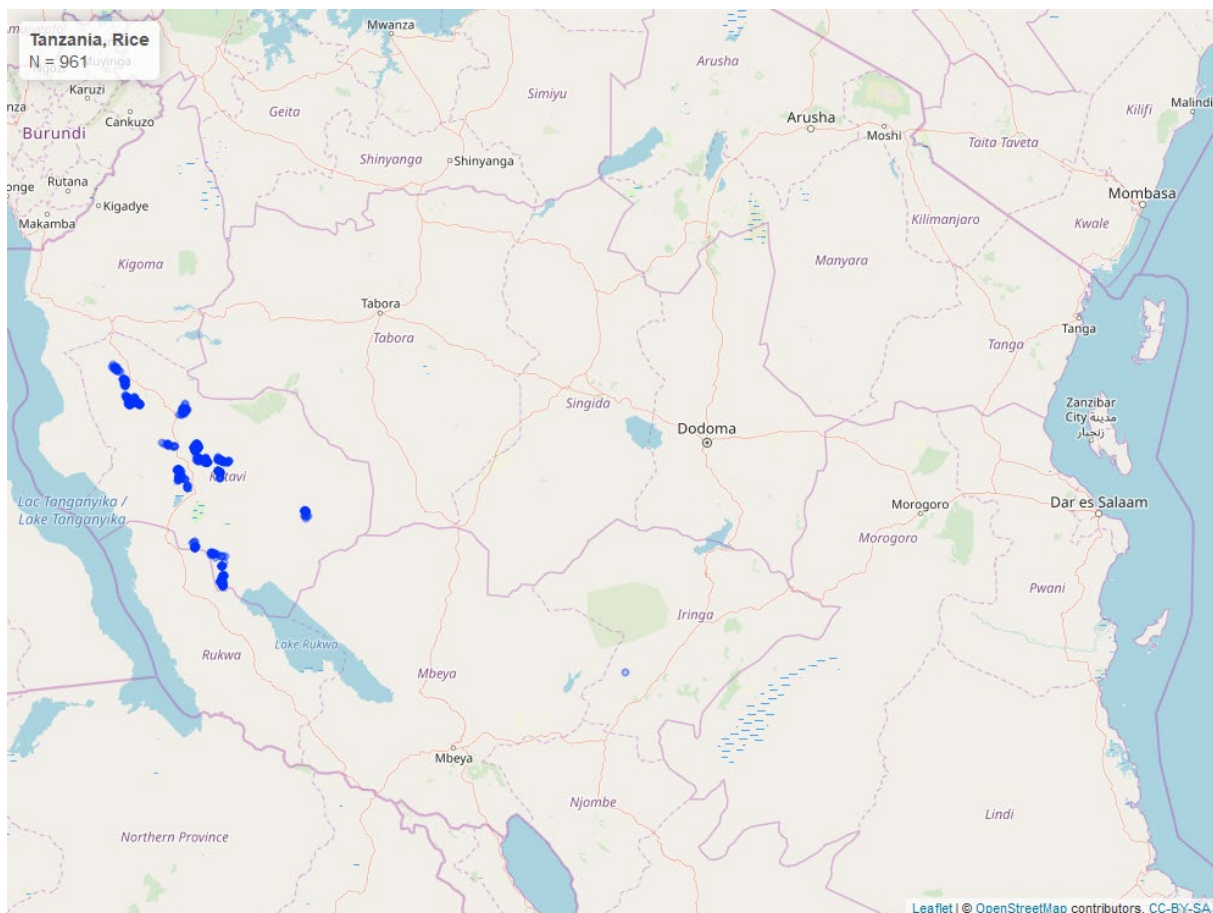 Tanzania, Rice
N = 961
Mwanza
Muyinga
Karuzi
Cankuzo
Burundi
Rutana
Makamba
Kigadye
Geita
Simiyu
Shinyanga
Shinyanga
Arusha
Arusha
Moshi
Kilifi
Malindi
Taita Taveta
Mombasa
Kwale
Kilimanjaro
Manyara
Kigoma
Tabora
Tabora
Tanga
Tanga
Singida
Dodoma
Zanzibar
City مدينة
زنجبار
Lac Tanganyika /
Lake Tanganyika
Dar es Salaam
Morogoro
Morogoro
Pwani
Iringa
Rukwa
Lake Rukwa
Mbeya
Mbeya
Njombe
Lindi
Northern Province
Leaflet | © OpenStreetMap contributors, CC-BY-SA